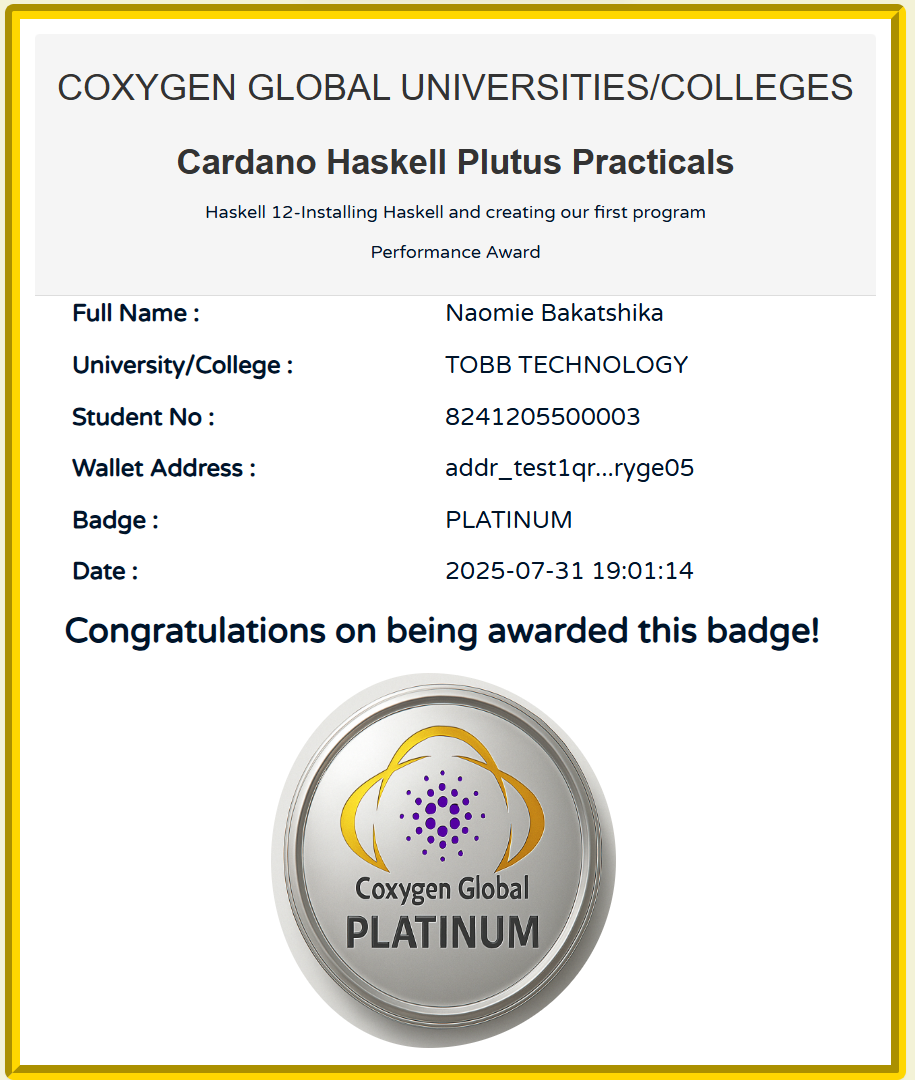 COXYGEN GLOBAL UNIVERSITIES/COLLEGES
Cardano Haskell Plutus Practicals
Haskell 12-Installing Haskell and creating our first program
Performance Award
Full Name : Naomie Bakatshika
University/College : TOBB TECHNOLOGY
Student No : 8241205500003
Wallet Address : addr_test1qr...ryge05
Badge : PLATINUM
Date : 2025-07-31 19:01:14
Congratulations on being awarded this badge!
Coxygen Global
PLATINUM